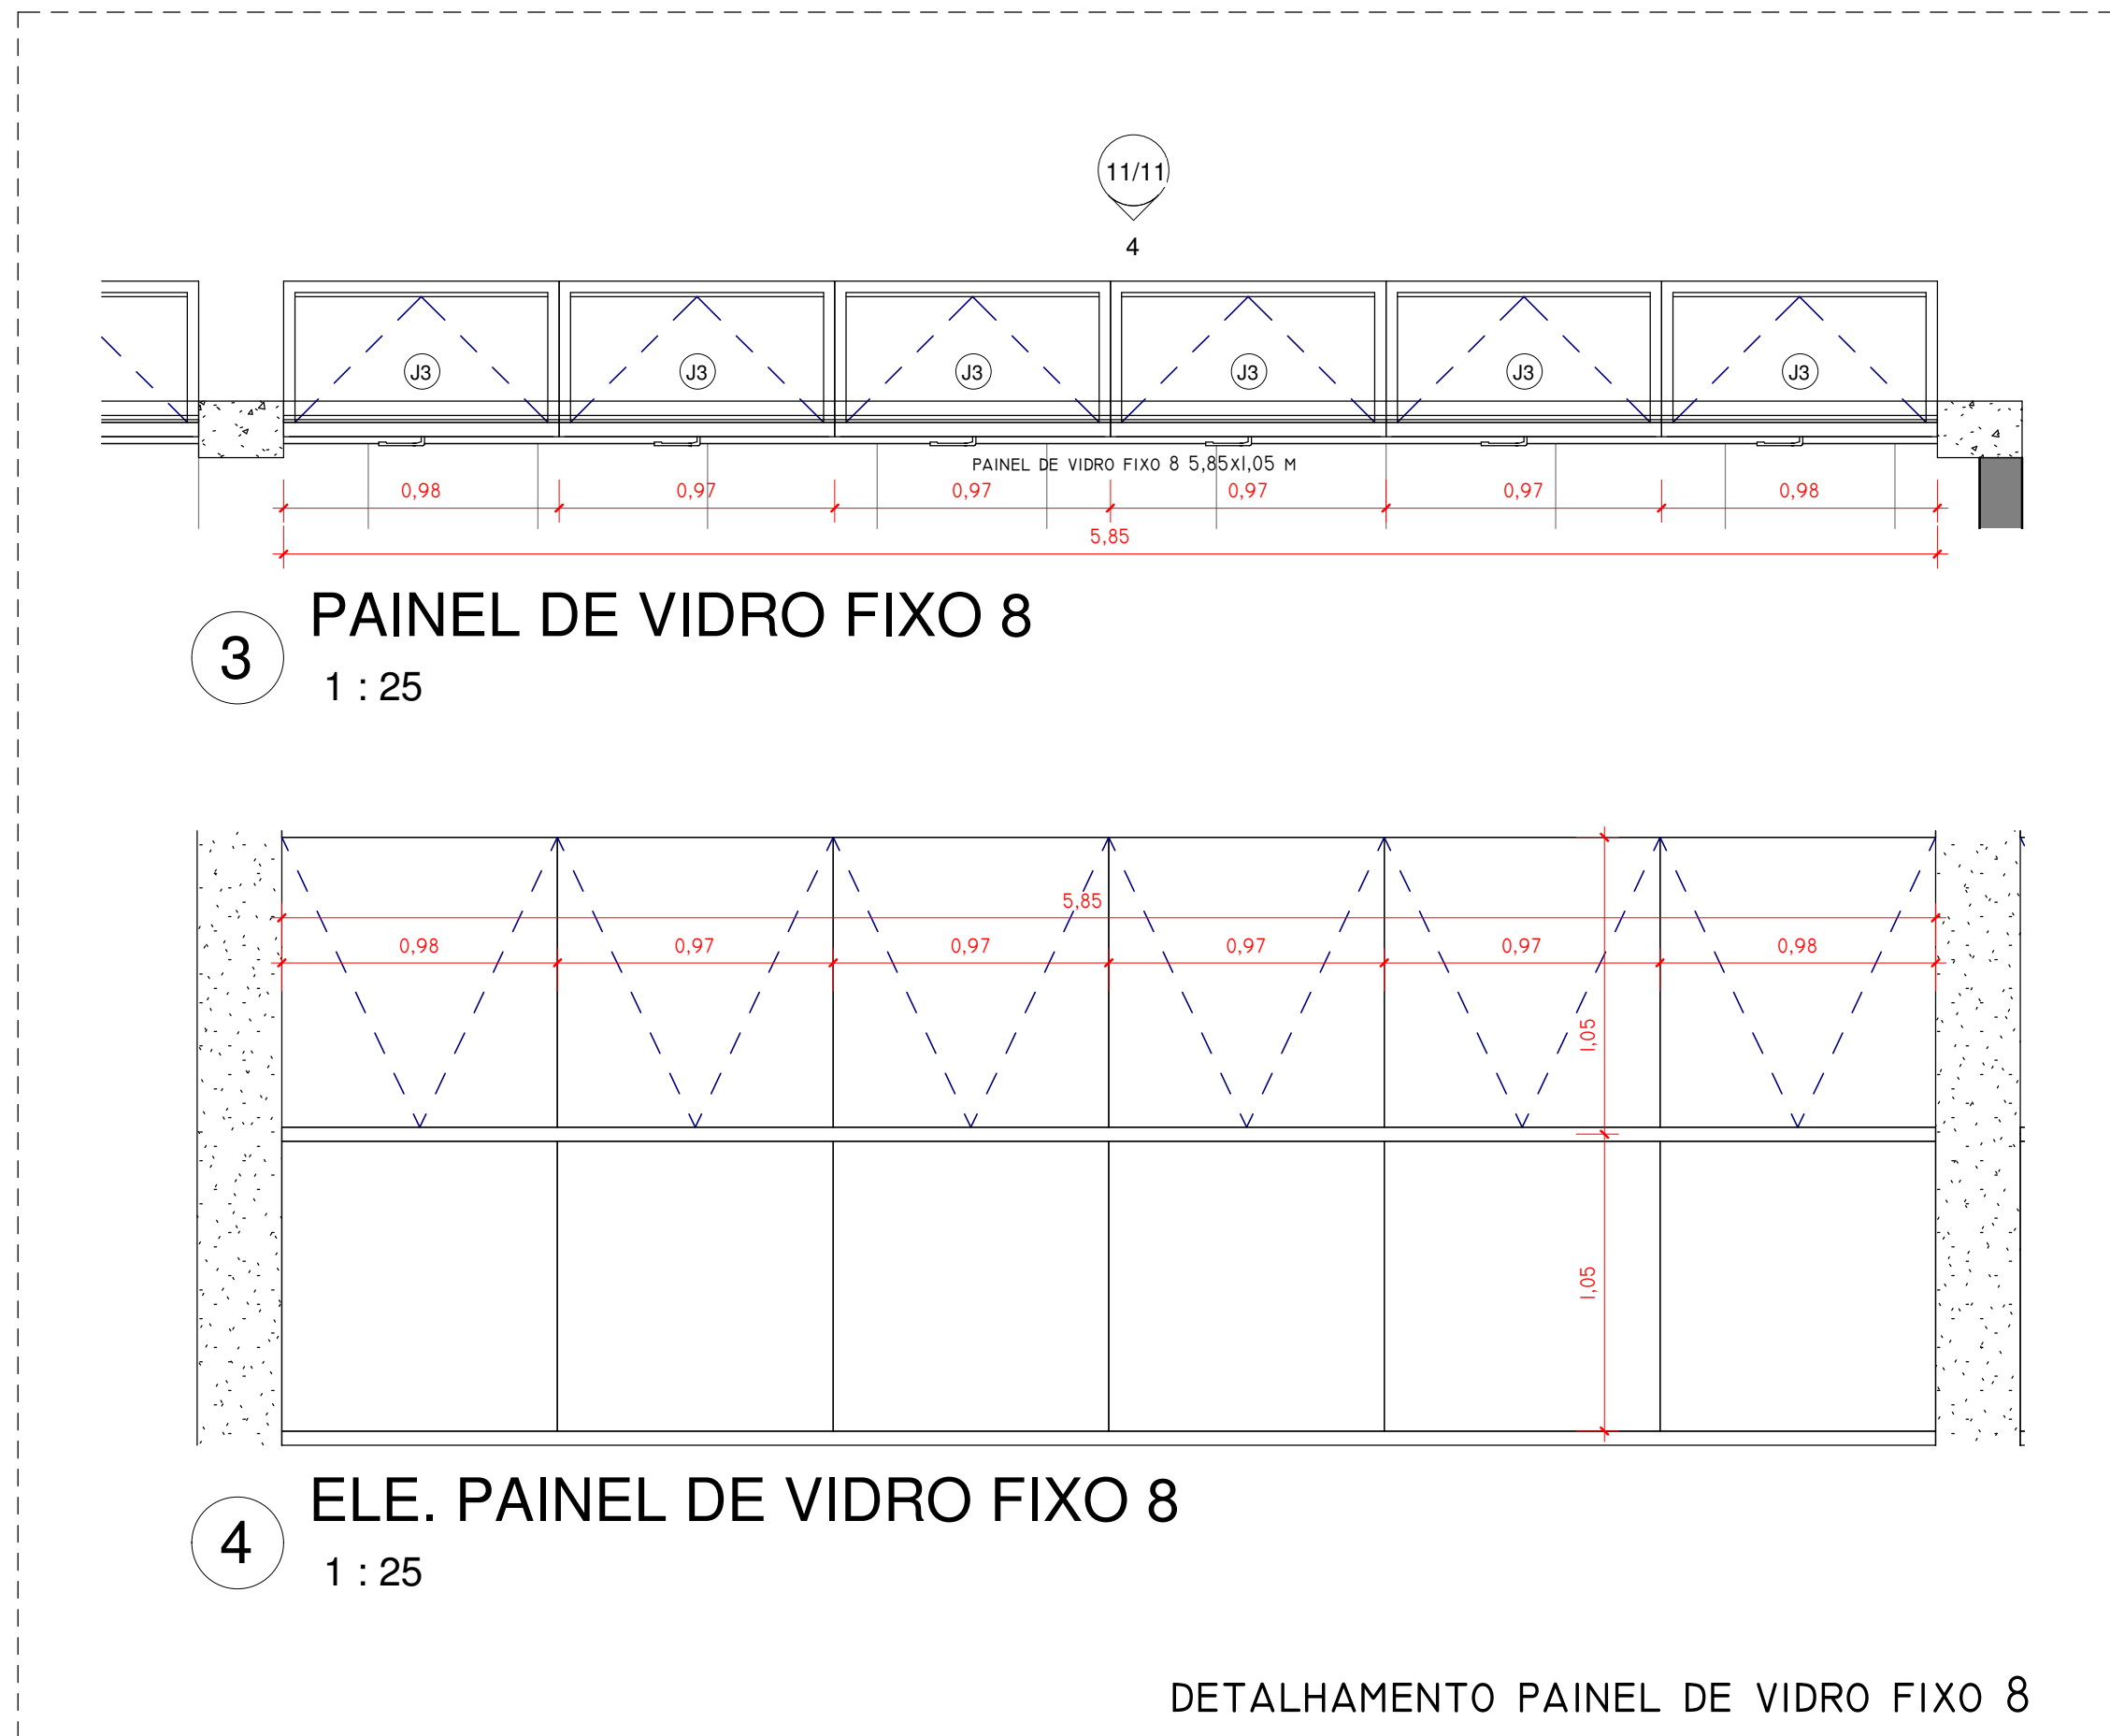 11/11
4
J3 J3 J3 J3 J3 J3
PAINEL DE VIDRO FIXO 8 5,85x1,05 M
0,98 0,97 0,97 0,97 0,97 0,98
5,85
3 PAINEL DE VIDRO FIXO 8
1 : 25
5,85
0,98 0,97 0,97 0,97 0,97 0,98
1,05
1,05
4 ELE. PAINEL DE VIDRO FIXO 8
1 : 25
DETALHAMENTO PAINEL DE VIDRO FIXO 8